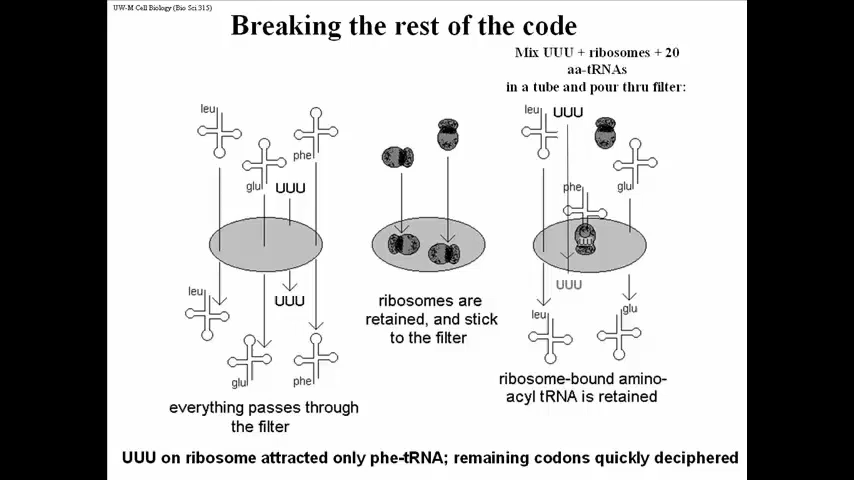 UW-M Cell Biology (Bio Sci 315)
Breaking the rest of the code
Mix UUU + ribosomes + 20
aa-tRNAs
in a tube and pour thru filter:
leu
phe
glu
UUU
leu
UUU
glu
phe
everything passes through
the filter
ribosomes are
retained, and stick
to the filter
leu
UUU
phe
glu
UUU
UUU
leu
glu
ribosome-bound amino-
acyl tRNA is retained
UUU on ribosome attracted only phe-tRNA; remaining codons quickly deciphered